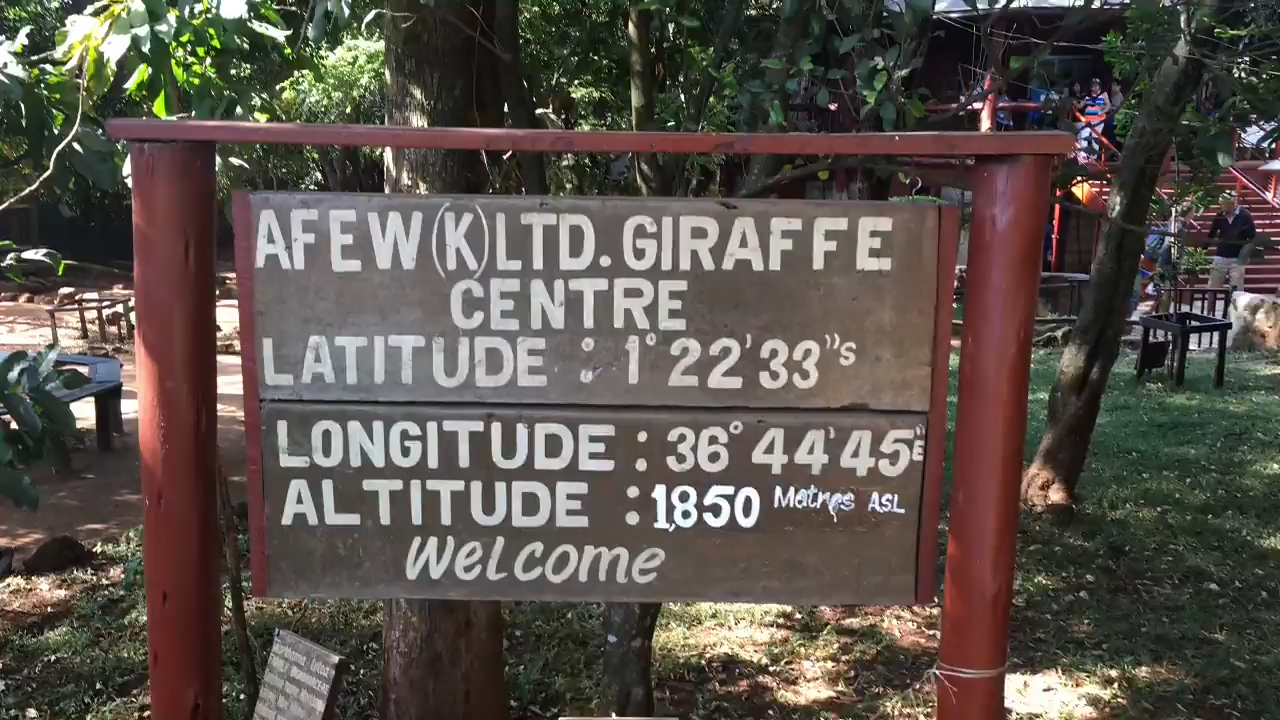 AFEW(K)LTD. GIRAFFE
CENTRE
LATITUDE : 1° 22' 33"S
LONGITUDE : 36° 44' 45"E
ALTITUDE : 1,850 Metres ASL
Welcome